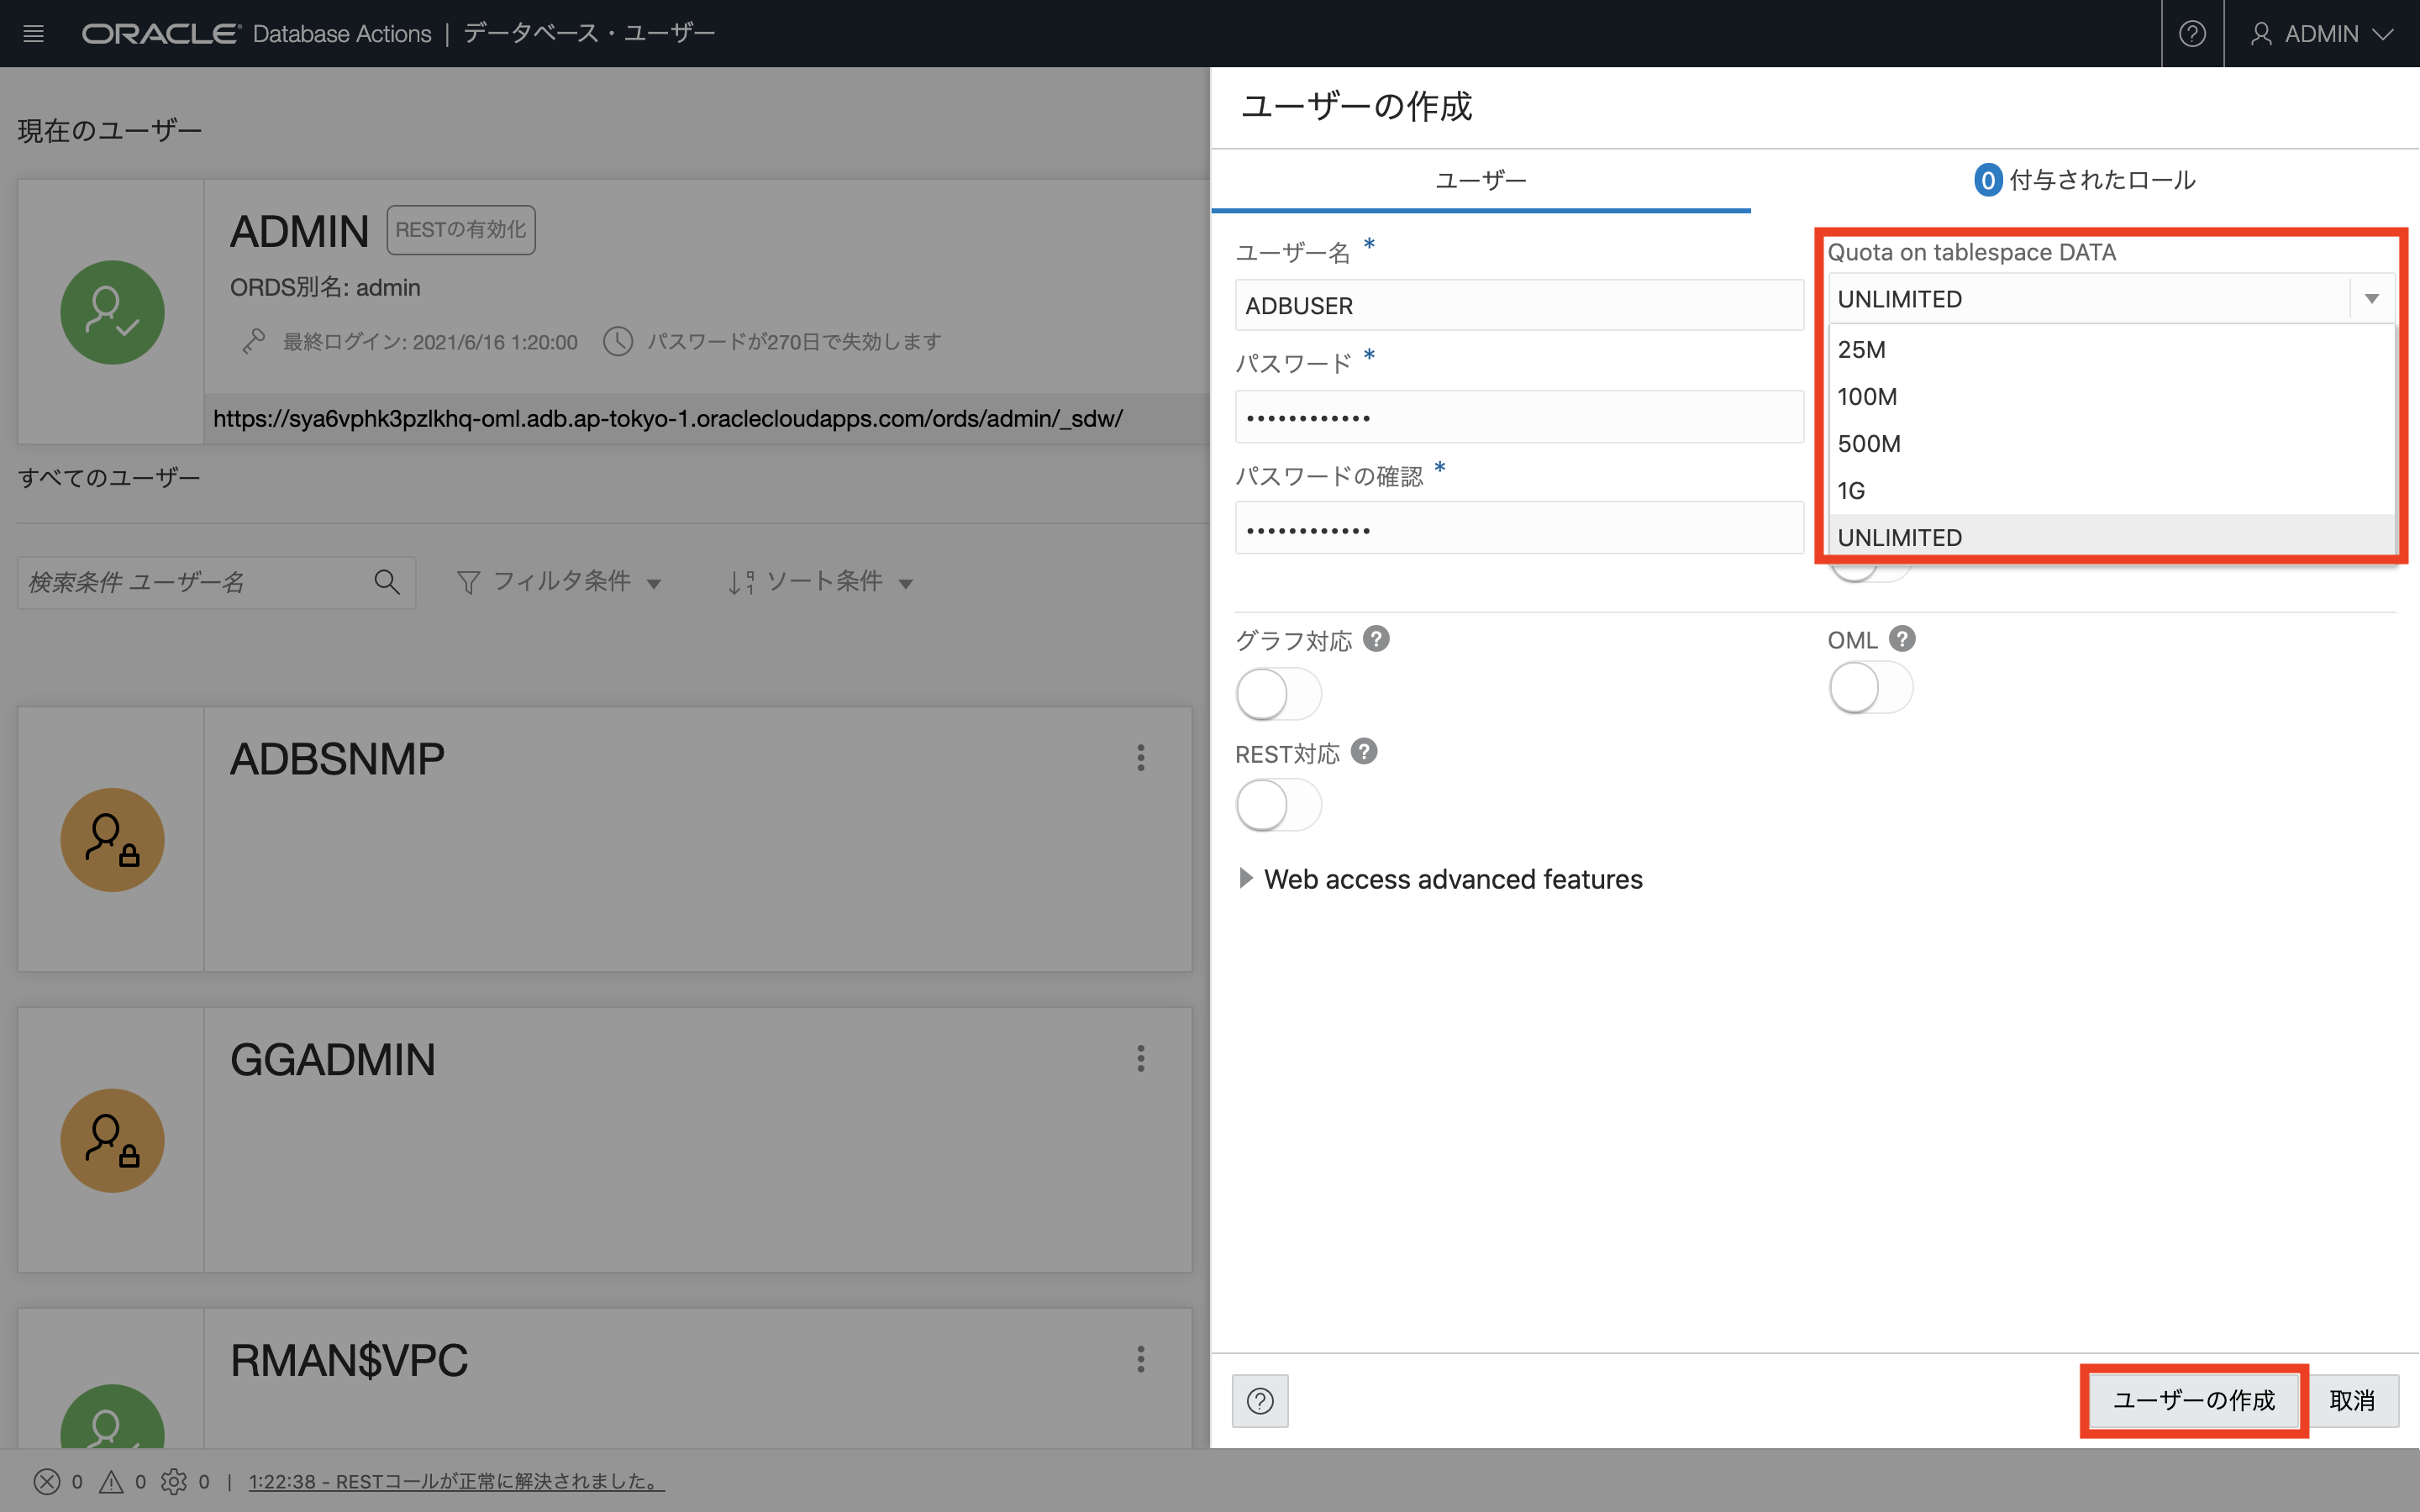 ORACLE Database Actions | データベース・ユーザー
ADMIN
現在のユーザー
ADMIN RESTの有効化
ORDS別名: admin
最終ログイン: 2021/6/16 1:20:00 パスワードが270日で失効します
https://sya6vphk3pzlkhq-oml.adb.ap-tokyo-1.oraclecloudapps.com/ords/admin/_sdw/
すべてのユーザー
検索条件 ユーザー名
フィルタ条件
ソート条件
ADBSNMP
GGADMIN
RMAN$VPC
ユーザーの作成
ユーザー
0 付与されたロール
ユーザー名 *
ADBUSER
パスワード *
••••••••••••
パスワードの確認 *
••••••••••••
Quota on tablespace DATA
UNLIMITED
25M
100M
500M
1G
UNLIMITED
グラフ対応 ?
OML ?
REST対応 ?
Web access advanced features
?
ユーザーの作成
取消
0 0 0 | 1:22:38 - RESTコールが正常に解決されました。